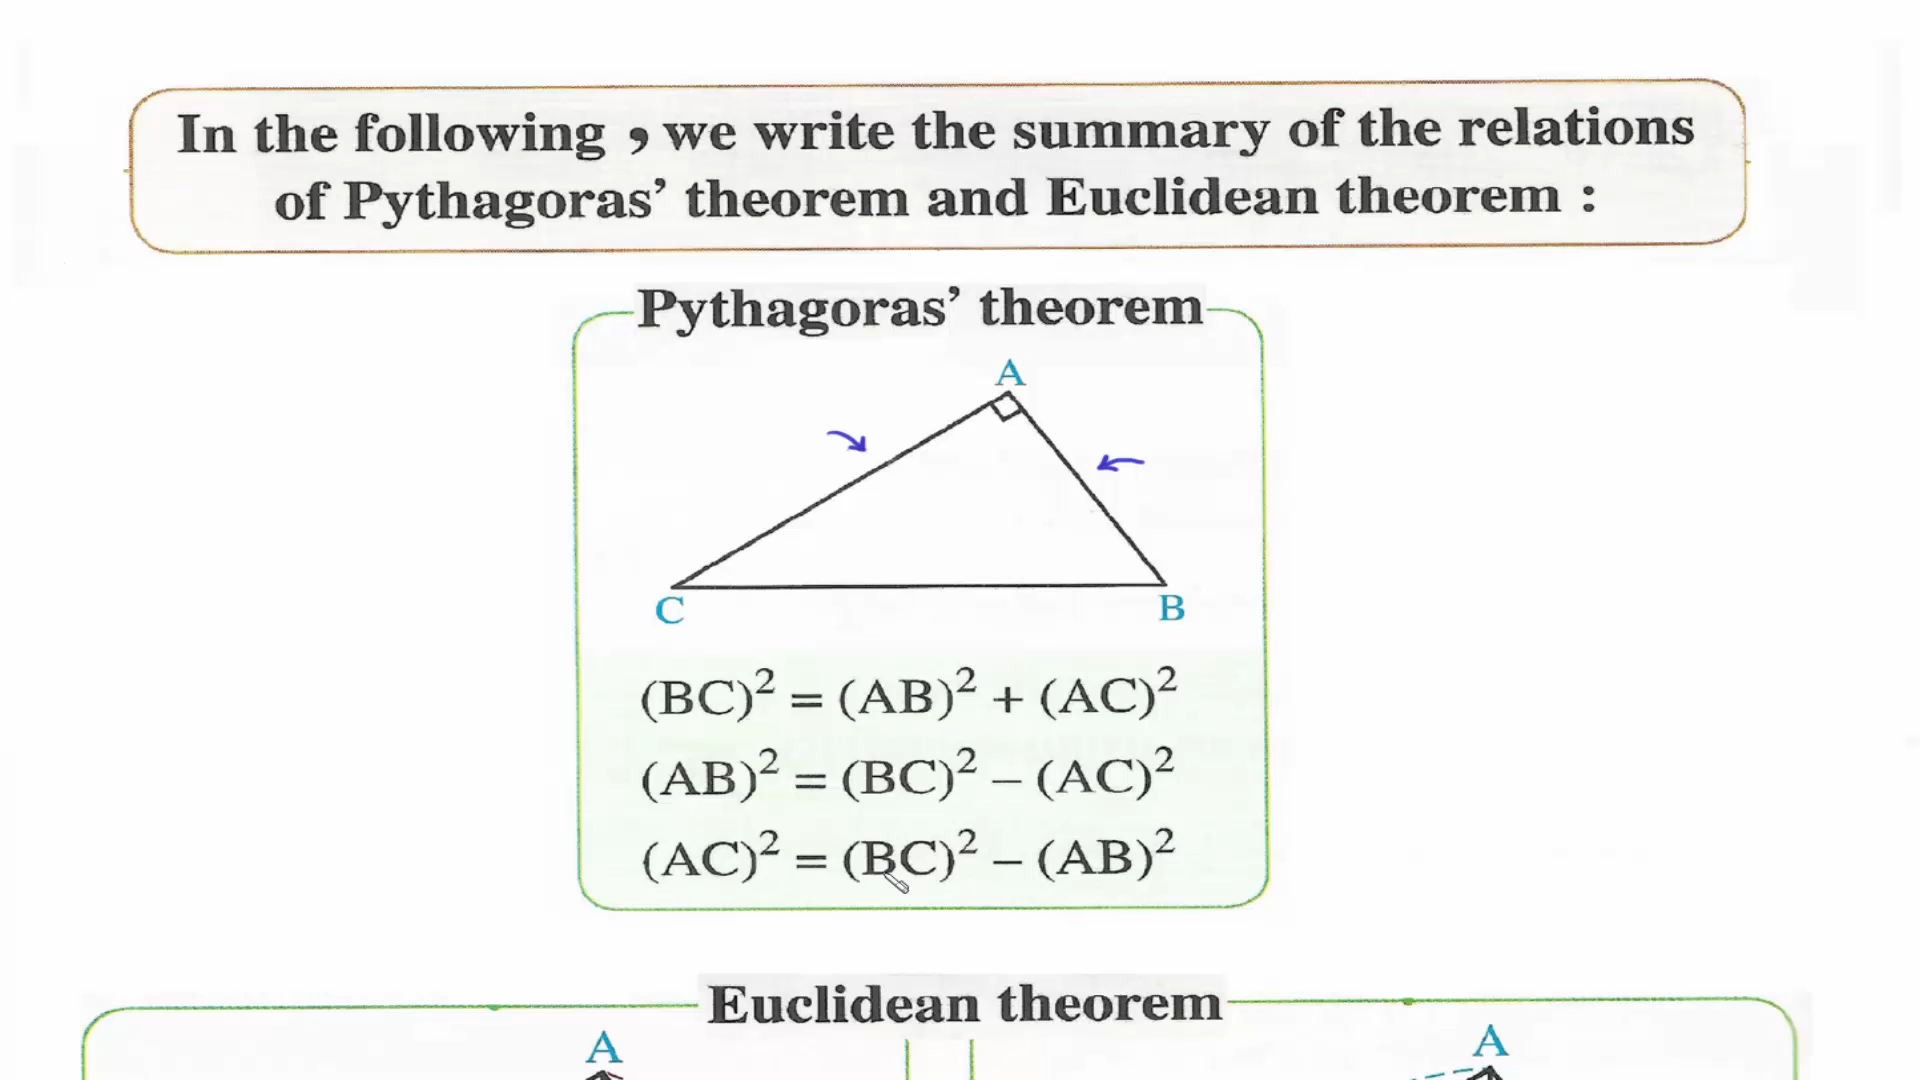 In the following , we write the summary of the relations
of Pythagoras’ theorem and Euclidean theorem :
Pythagoras’ theorem
A
C
B
(BC)² = (AB)² + (AC)²
(AB)² = (BC)² – (AC)²
(AC)² = (BC)² – (AB)²
Euclidean theorem
A
A